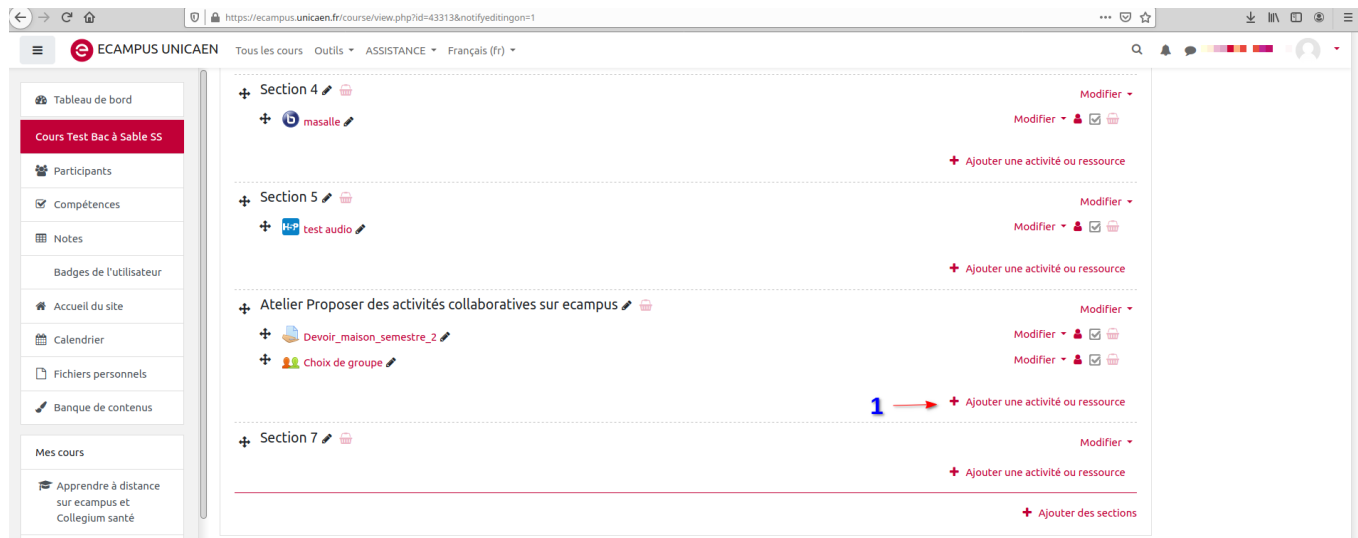 https://ecampus.unicaen.fr/course/view.php?id=43313&notifyeditingon=1
ECAMPUS UNICAEN Tous les cours Outils ASSISTANCE Français (fr)
Tableau de bord
Cours Test Bac à Sable SS
Participants
Compétences
Notes
Badges de l'utilisateur
Accueil du site
Calendrier
Fichiers personnels
Banque de contenus
Mes cours
Apprendre à distance
sur ecampus et
Collegium santé
Section 4 Modifier
masalle Modifier
+ Ajouter une activité ou ressource
Section 5 Modifier
H-P test audio Modifier
+ Ajouter une activité ou ressource
Atelier Proposer des activités collaboratives sur ecampus Modifier
Devoir_maison_semestre_2 Modifier
Choix de groupe Modifier
1 + Ajouter une activité ou ressource
Section 7 Modifier
+ Ajouter une activité ou ressource
+ Ajouter des sections